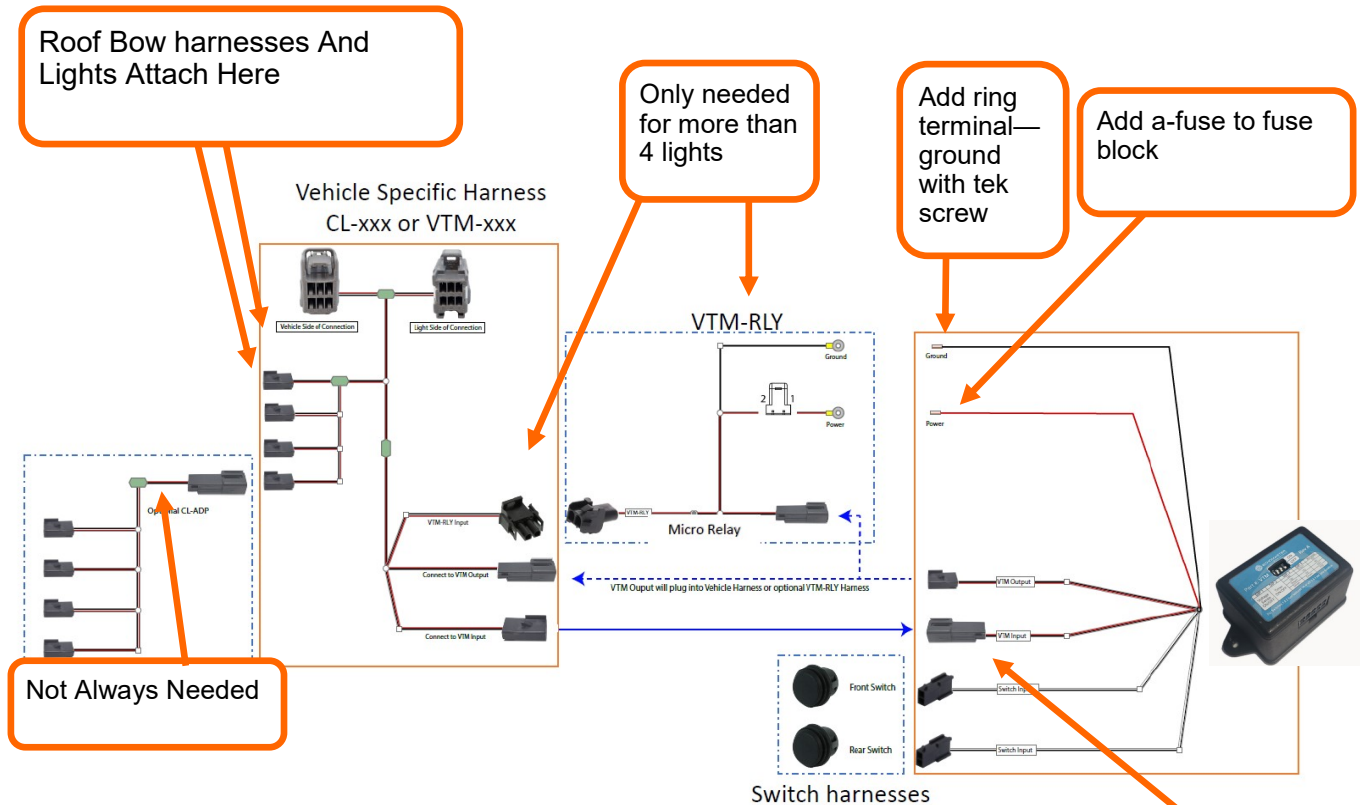 Roof Bow harnesses And
Lights Attach Here
Only needed
for more than
4 lights
Add ring
terminal—
ground
with tek
screw
Add a-fuse to fuse
block
Vehicle Specific Harness
CL-xxx or VTM-xxx
Vehicle Side of Connection
Light Side of Connection
VTM-RLY
Ground
2 1
Power
Ground
Power
Optional CL-ADP
VTM-RLY Input
VTM-RLY
Micro Relay
Connect to VTM Output
VTM Ouput will plug into Vehicle Harness or optional VTM-RLY Harness
VTM Output
Connect to VTM Input
VTM Input
Not Always Needed
Front Switch
Switch Input
Rear Switch
Switch Input
Switch harnesses